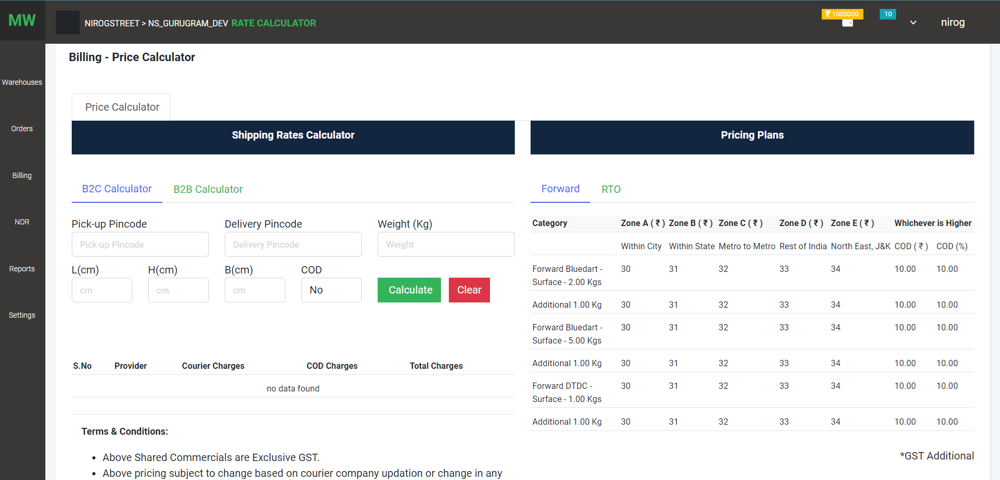 MW
NIROGSTREET > NS_GURUGRAM_DEV RATE CALCULATOR
₹ 1000000
10
nirog
Warehouses
Orders
Billing
NDR
Reports
Settings
Billing - Price Calculator
Price Calculator
Shipping Rates Calculator
B2C Calculator B2B Calculator
Pick-up Pincode Delivery Pincode Weight (Kg)
Pick-up Pincode Delivery Pincode Weight
L(cm) H(cm) B(cm) COD
cm cm cm No Calculate Clear
S.No Provider Courier Charges COD Charges Total Charges
no data found
Terms & Conditions:
• Above Shared Commercials are Exclusive GST.
• Above pricing subject to change based on courier company updation or change in any
Pricing Plans
Forward RTO
Category Zone A ( ₹ ) Zone B ( ₹ ) Zone C ( ₹ ) Zone D ( ₹ ) Zone E ( ₹ ) Whichever is Higher
Within City Within State Metro to Metro Rest of India North East, J&K COD ( ₹ ) COD (%)
Forward Bluedart - 30 31 32 33 34 10.00 10.00
Surface - 2.00 Kgs
Additional 1.00 Kg 30 31 32 33 34 10.00 10.00
Forward Bluedart - 30 31 32 33 34 10.00 10.00
Surface - 5.00 Kgs
Additional 1.00 Kg 30 31 32 33 34 10.00 10.00
Forward DTDC - 30 31 32 33 34 10.00 10.00
Surface - 1.00 Kgs
Additional 1.00 Kg 30 31 32 33 34 10.00 10.00
*GST Additional